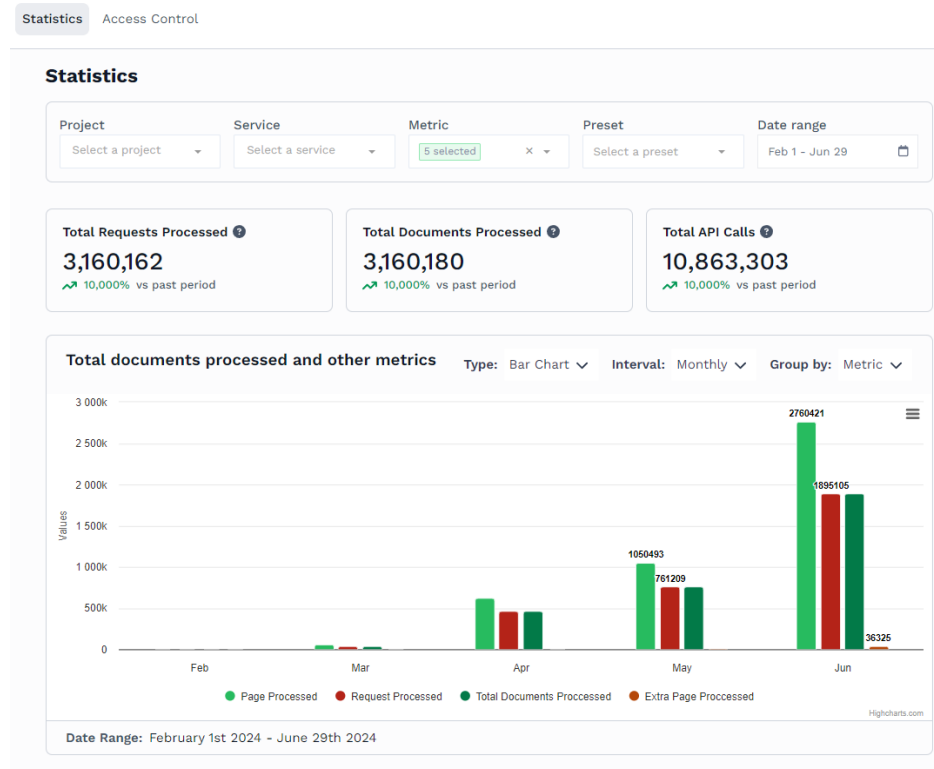 Statistics Access Control
Statistics
Project Service Metric Preset Date range
Select a project Select a service 5 selected × Select a preset Feb 1 - Jun 29
Total Requests Processed ? Total Documents Processed ? Total API Calls ?
3,160,162 3,160,180 10,863,303
10,000% vs past period 10,000% vs past period 10,000% vs past period
Total documents processed and other metrics Type: Bar Chart Interval: Monthly Group by: Metric
3 000k
2760421
2 500k
2 000k
1895105
Values
1 500k
1 000k
1050493
761209
500k
36325
0
Feb Mar Apr May Jun
Page Processed Request Processed Total Documents Proccessed Extra Page Proccessed
Highcharts.com
Date Range: February 1st 2024 - June 29th 2024